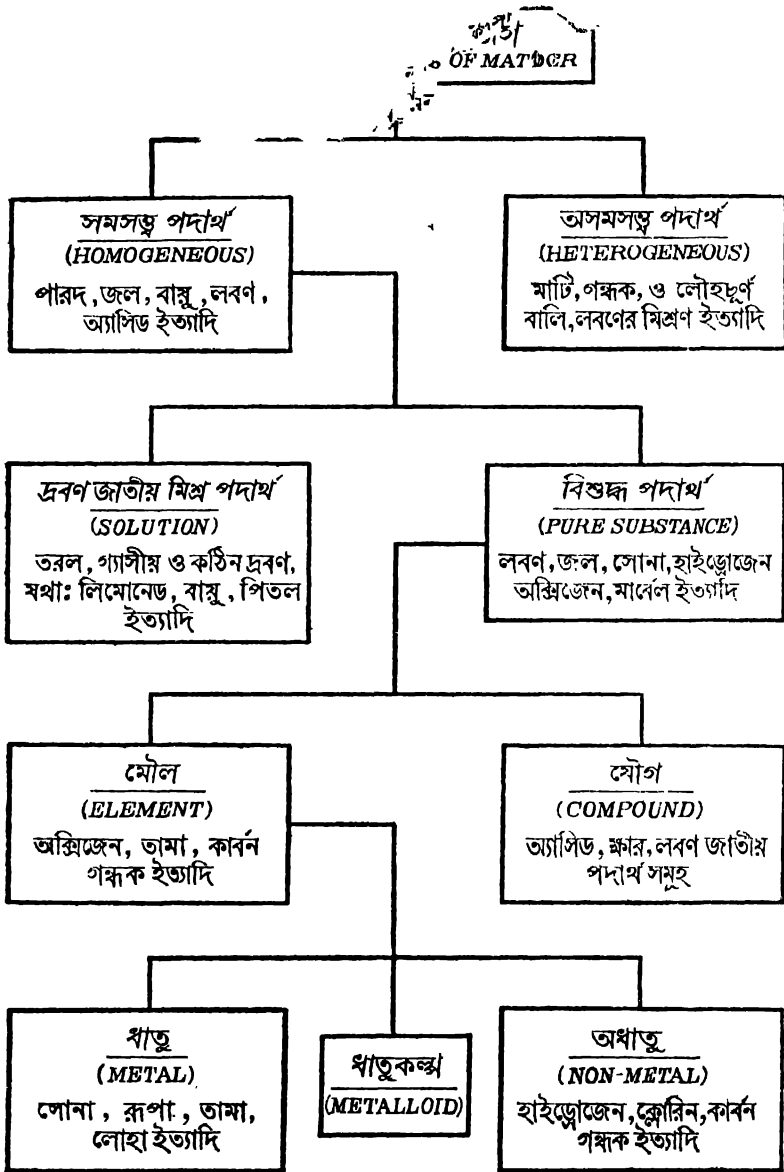 OF MATTER
সমসত্ত্ব পদার্থ
(HOMOGENEOUS)
পারদ, জল, বায়ু, লবণ,
অ্যাসিড ইত্যাদি
অসমসত্ত্ব পদার্থ
(HETEROGENEOUS)
মাটি, গন্ধক, ও লৌহচূর্ণ
বালি, লবণের মিশ্রণ ইত্যাদি
দ্রবণ জাতীয় মিশ্র পদার্থ
(SOLUTION)
তরল, গ্যাসীয় ও কঠিন দ্রবণ,
যথাঃ লিমোনেড, বায়ু, পিতল
ইত্যাদি
বিশুদ্ধ পদার্থ
(PURE SUBSTANCE)
লবণ, জল, সোনা, হাইড্রোজেন
অক্সিজেন, মার্বেল ইত্যাদি
মৌল
(ELEMENT)
অক্সিজেন, তামা, কার্বন
গন্ধক ইত্যাদি
যৌগ
(COMPOUND)
অ্যাসিড, ক্ষার, লবণ জাতীয়
পদার্থ সমূহ
ধাতু
(METAL)
সোনা, রূপা, তামা,
লোহা ইত্যাদি
ধাতুকল্প
(METALLOID)
অধাতু
(NON-METAL)
হাইড্রোজেন, ক্লোরিন, কার্বন
গন্ধক ইত্যাদি